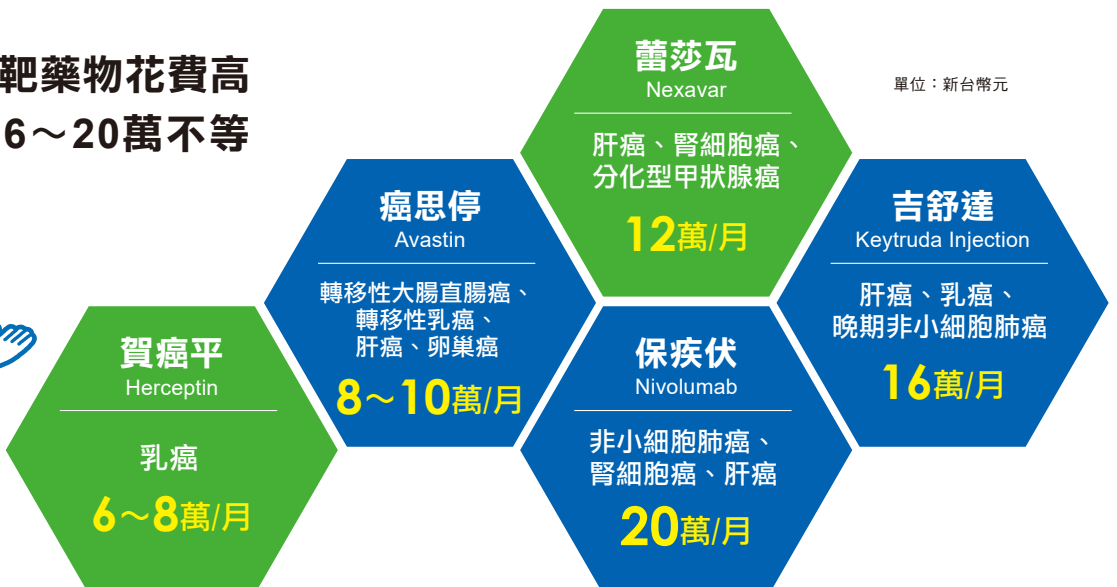 靶藥物花費高
6～20萬不等
單位：新台幣元
蕾莎瓦
Nexavar
肝癌、腎細胞癌、
分化型甲狀腺癌
12萬/月
癌思停
Avastin
轉移性大腸直腸癌、
轉移性乳癌、
肝癌、卵巢癌
8～10萬/月
吉舒達
Keytruda Injection
肝癌、乳癌、
晚期非小細胞肺癌
16萬/月
賀癌平
Herceptin
乳癌
6～8萬/月
保疾伏
Nivolumab
非小細胞肺癌、
腎細胞癌、肝癌
20萬/月